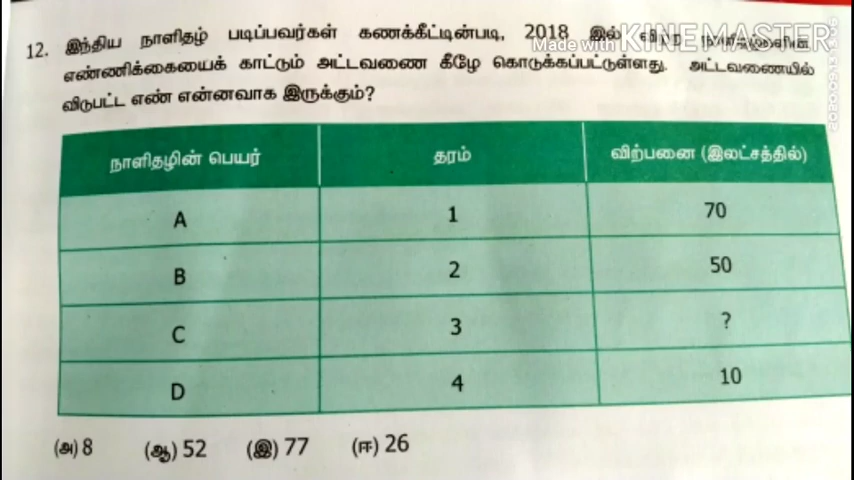 12. இந்திய நாளிதழ் படிப்பவர்கள் கணக்கீட்டின்படி, 2018 இல்
எண்ணிக்கையைக் காட்டும் அட்டவணை கீழே கொடுக்கப்பட்டுள்ளது. அட்டவணையில்
விடுபட்ட எண் என்னவாக இருக்கும்?
Made with KINEMASTER
நாளிதழின் பெயர் தரம் விற்பனை (இலட்சத்தில்)
A 1 70
B 2 50
C 3 ?
D 4 10
(அ) 8 (ஆ) 52 (இ) 77 (ஈ) 26